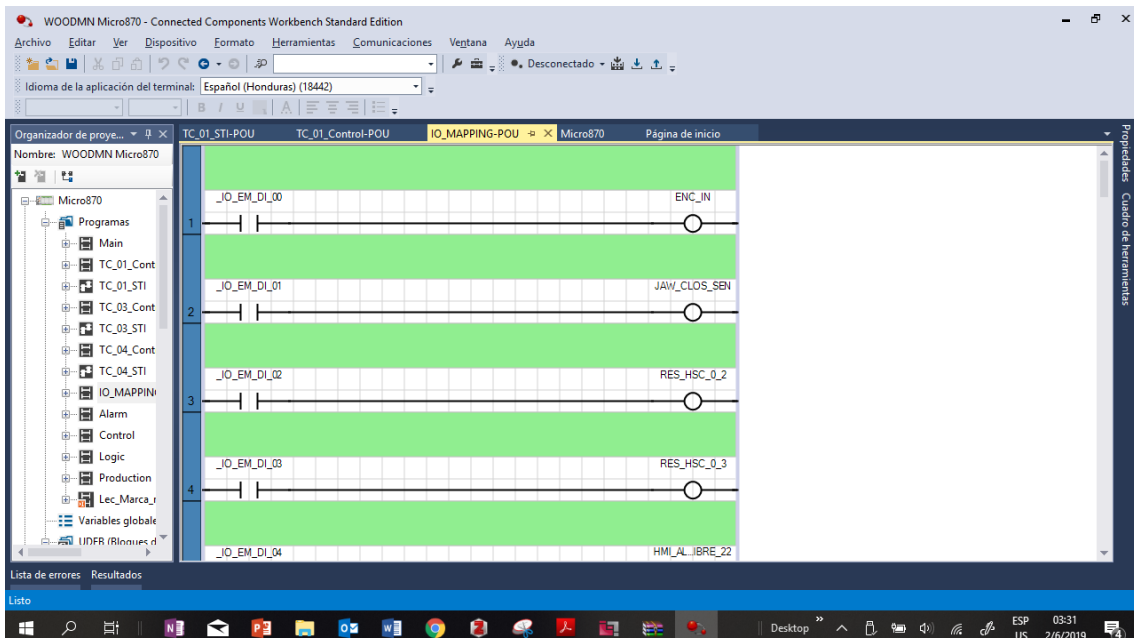 WOODMN Micro870 - Connected Components Workbench Standard Edition
Archivo Editar Ver Dispositivo Formato Herramientas Comunicaciones Ventana Ayuda
Desconectado
Idioma de la aplicación del terminal: Español (Honduras) (18442)
B I U A
Organizador de proye... TC_01_STI-POU TC_01_Control-POU IO_MAPPING-POU Micro870 Página de inicio
Nombre: WOODMN Micro870
Micro870
Programas
Main
TC_01_Cont
TC_01_STI
TC_03_Cont
TC_03_STI
TC_04_Cont
TC_04_STI
IO_MAPPIN
Alarm
Control
Logic
Production
Lec_Marca_r
Variables globale
UDFB (Bloques d
_IO_EM_DI_00 ENC_IN
1
_IO_EM_DI_01 JAW_CLOS_SEN
2
_IO_EM_DI_02 RES_HSC_0_2
3
_IO_EM_DI_03 RES_HSC_0_3
4
_IO_EM_DI_04 HMI_AL...IBRE_22
Propiedades
Cuadro de herramientas
Lista de errores Resultados
Listo
Desktop
ESP 03:31
US 2/6/2019